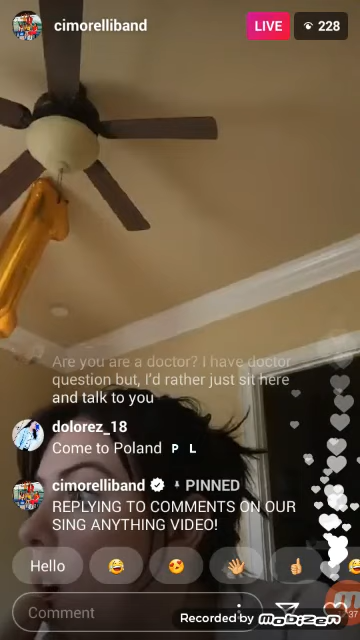 cimorelliband
LIVE
228
Are you are a doctor? I have doctor
question but, I'd rather just sit here
and talk to you
dolorez_18
Come to Poland P L
cimorelliband PINNED
REPLYING TO COMMENTS ON OUR
SING ANYTHING VIDEO!
Hello
Comment
Recorded by mobizen